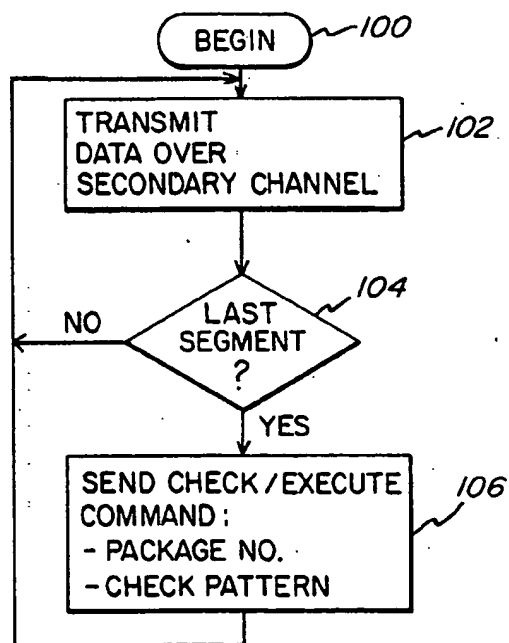 BEGIN
100
TRANSMIT
DATA OVER
SECONDARY CHANNEL
102
LAST
SEGMENT
?
104
NO
YES
SEND CHECK/EXECUTE
COMMAND:
- PACKAGE NO.
- CHECK PATTERN
106